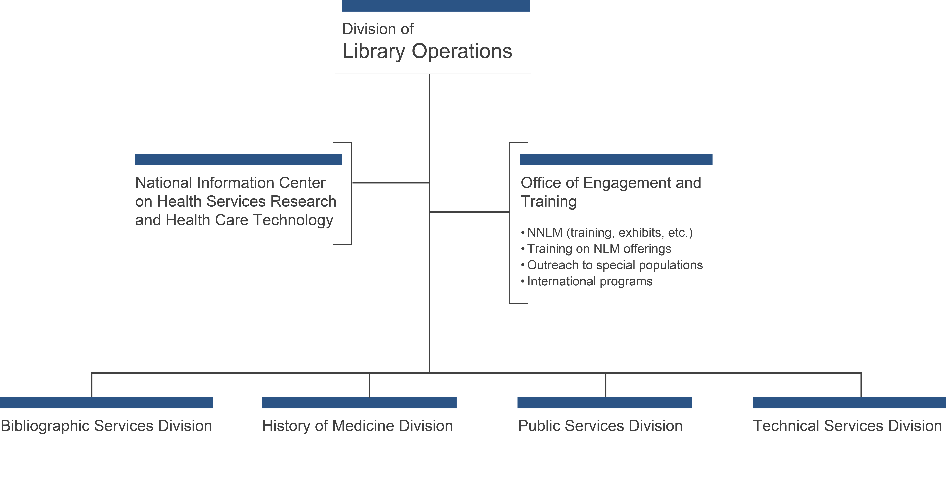 Division of
Library Operations
National Information Center
on Health Services Research
and Health Care Technology
Office of Engagement and
Training
• NNLM (training, exhibits, etc.)
• Training on NLM offerings
• Outreach to special populations
• International programs
Bibliographic Services Division
History of Medicine Division
Public Services Division
Technical Services Division